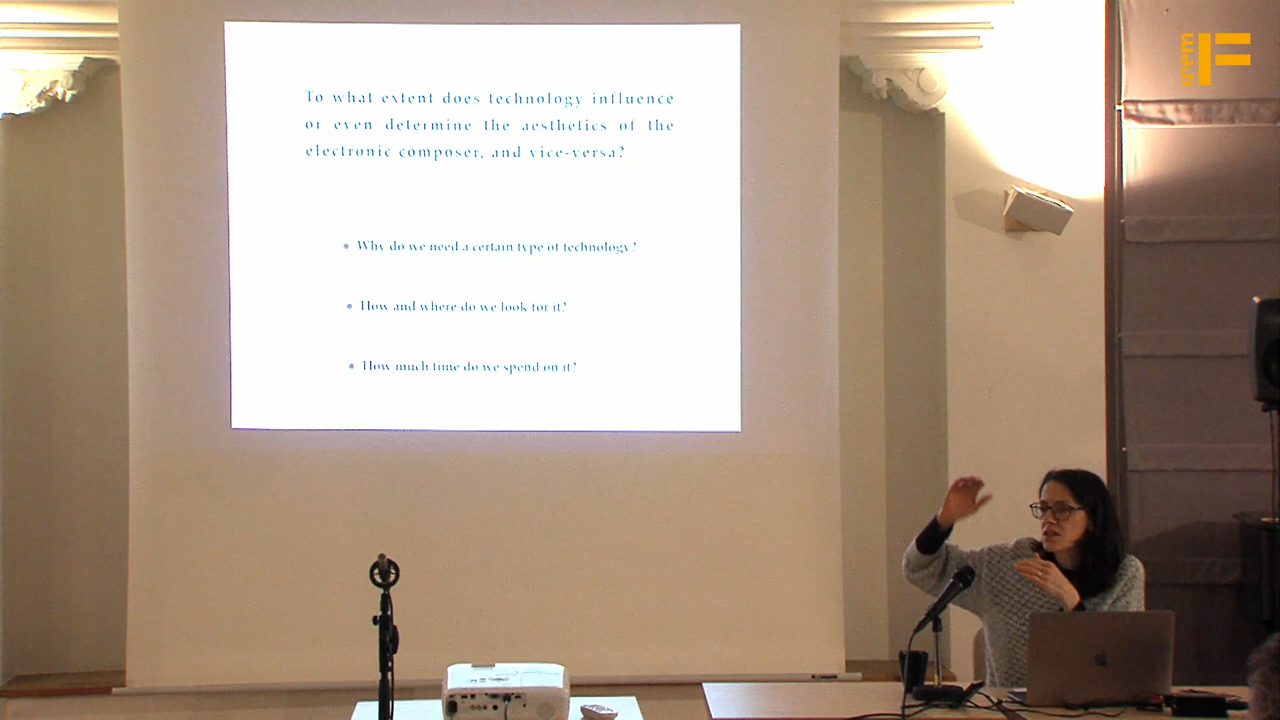 To what extent does technology influence
or even determine the aesthetics of the
electronic composer, and vice-versa?
• Why do we need a certain type of technology?
• How and where do we look for it?
• How much time do we spend on it?